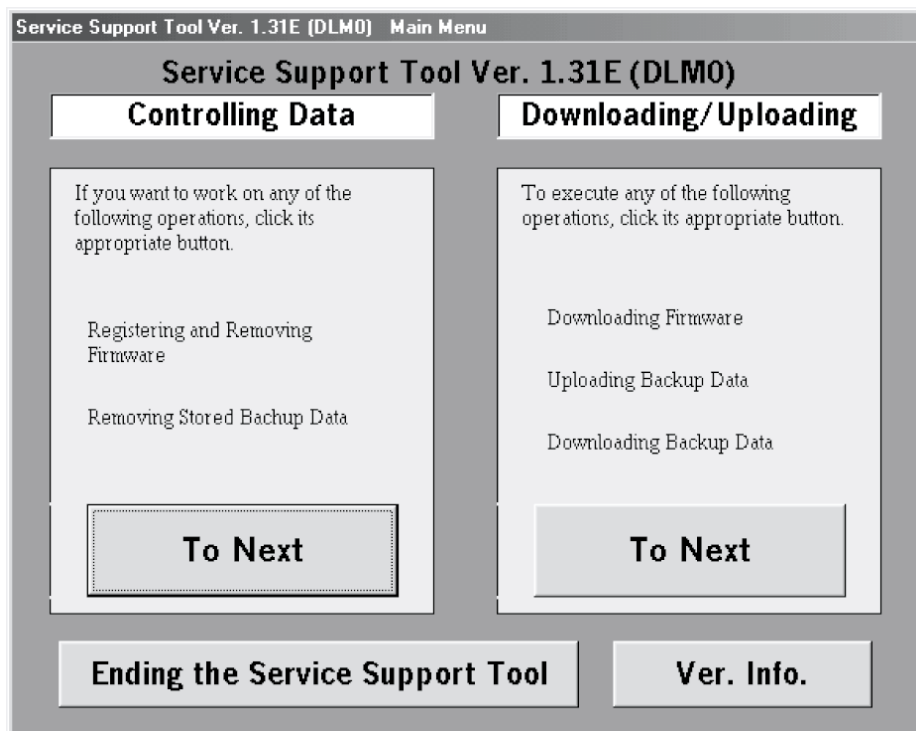 Service Support Tool Ver. 1.31E (DLM0) Main Menu
Service Support Tool Ver. 1.31E (DLM0)
Controlling Data
If you want to work on any of the
following operations, click its
appropriate button.
Registering and Removing
Firmware
Removing Stored Bachup Data
To Next
Downloading/Uploading
To execute any of the following
operations, click its appropriate button.
Downloading Firmware
Uploading Backup Data
Downloading Backup Data
To Next
Ending the Service Support Tool
Ver. Info.